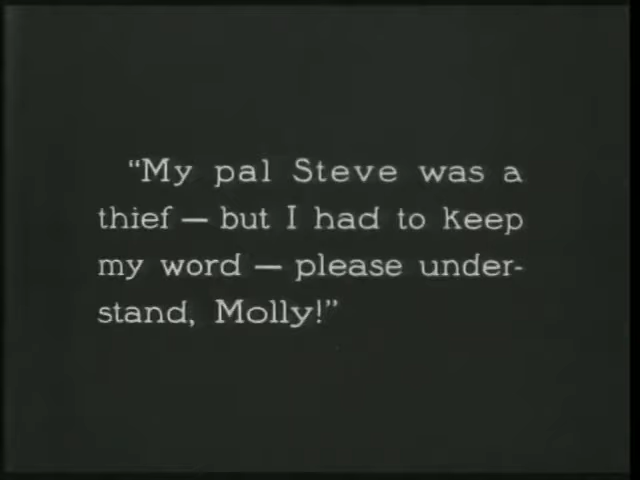 “My pal Steve was a
thief — but I had to keep
my word — please under-
stand, Molly!”